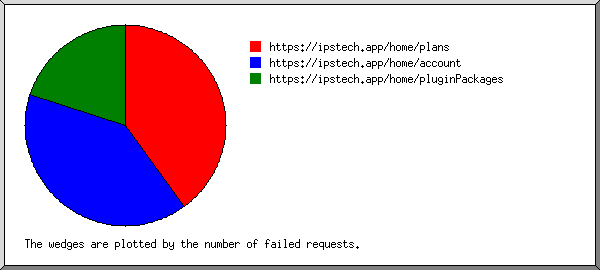 https://ipstech.app/home/plans
https://ipstech.app/home/account
https://ipstech.app/home/pluginPackages
The wedges are plotted by the number of failed requests.